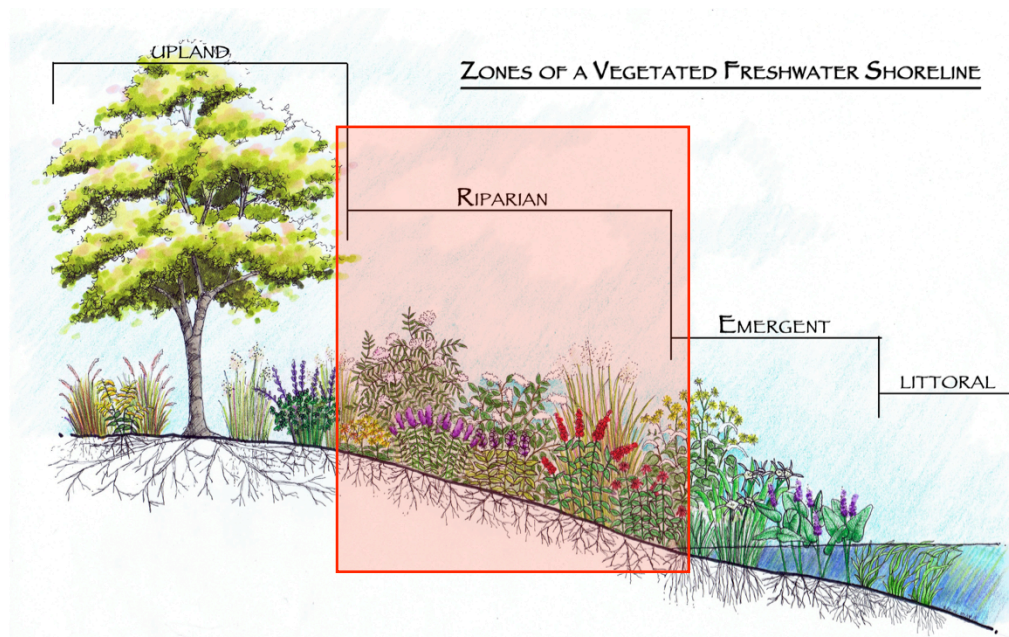 UPLAND
ZONES OF A VEGETATED FRESHWATER SHORELINE
RIPARIAN
EMERGENT
LITTORAL